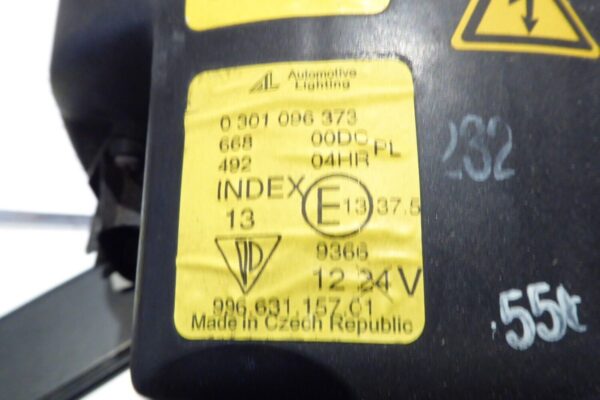 AL Automotive
Lighting
0 301 096 373
668 00DC PL
492 04HR
INDEX E 13 37.5
13
9366
12 24 V
996.631.157.01
Made in Czech Republic
232
55